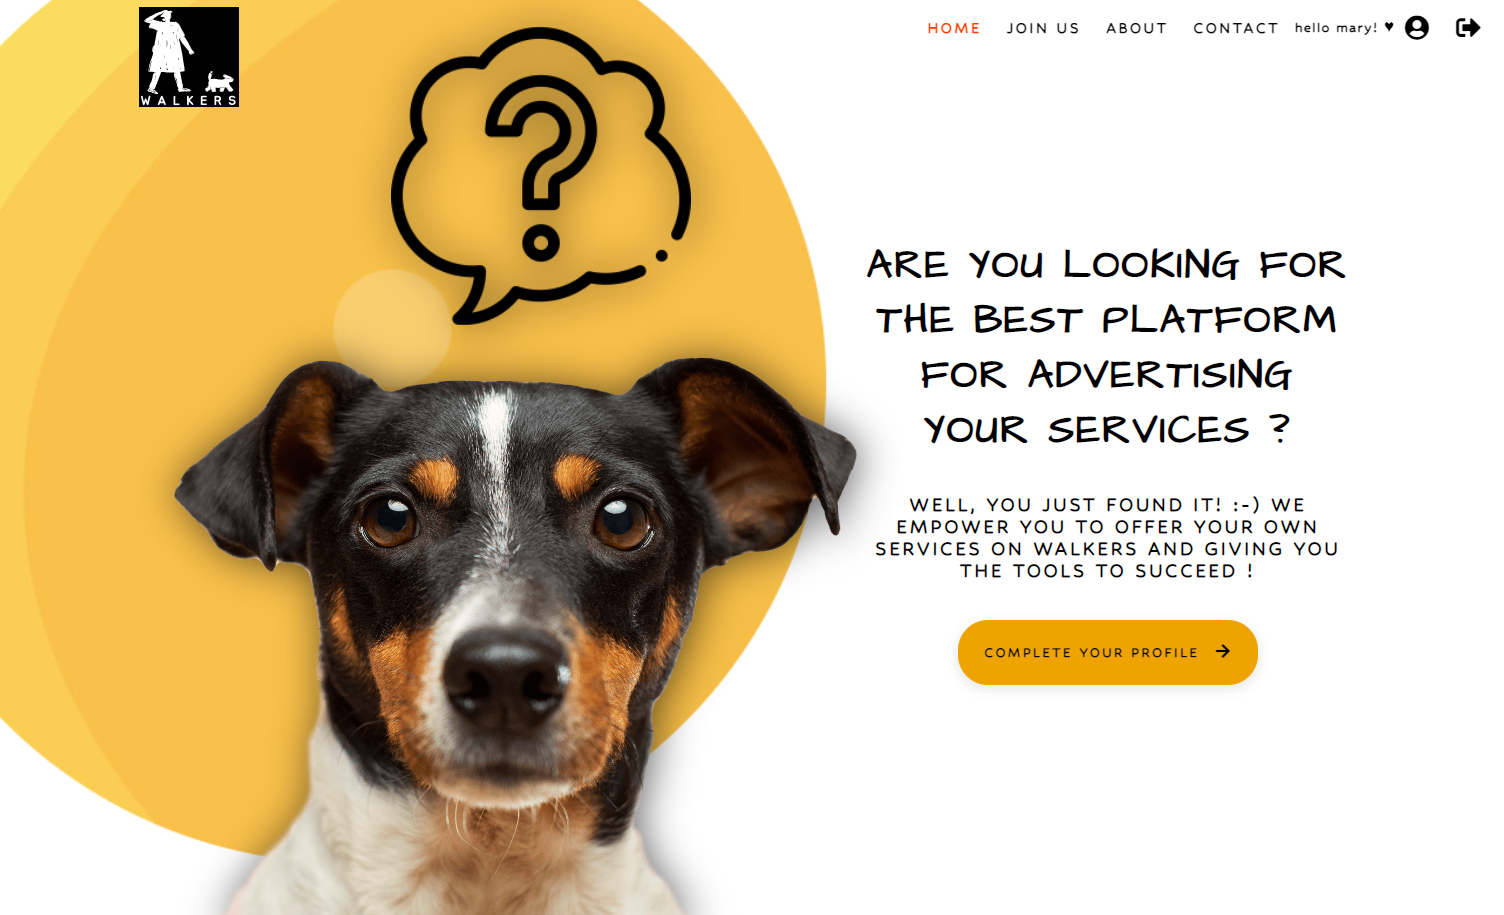 WALKERS
HOME JOIN US ABOUT CONTACT hello mary! ♥
ARE YOU LOOKING FOR
THE BEST PLATFORM
FOR ADVERTISING
YOUR SERVICES ?
WELL, YOU JUST FOUND IT! :-) WE
EMPOWER YOU TO OFFER YOUR OWN
SERVICES ON WALKERS AND GIVING YOU
THE TOOLS TO SUCCEED !
COMPLETE YOUR PROFILE →